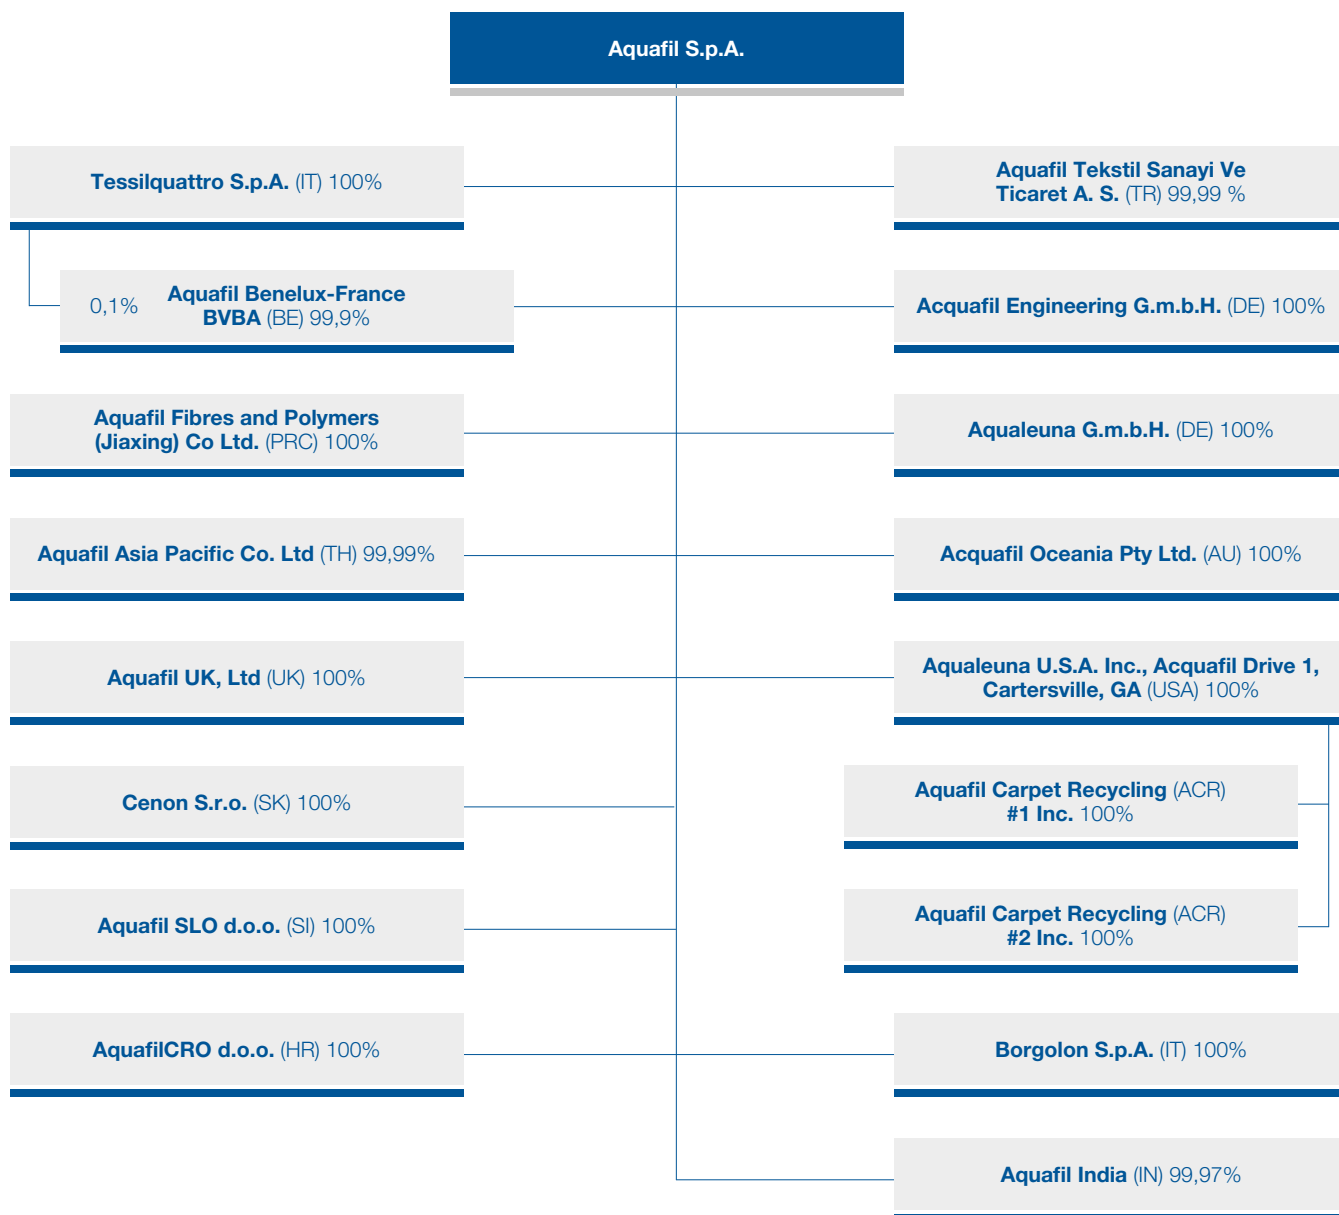 Aquafil S.p.A.
Tessilquattro S.p.A. (IT) 100%
Aquafil Tekstil Sanayi Ve
Ticaret A. S. (TR) 99,99 %
0,1%
Aquafil Benelux-France
BVBA (BE) 99,9%
Acquafil Engineering G.m.b.H. (DE) 100%
Aquafil Fibres and Polymers
(Jiaxing) Co Ltd. (PRC) 100%
Aqualeuna G.m.b.H. (DE) 100%
Aquafil Asia Pacific Co. Ltd (TH) 99,99%
Acquafil Oceania Pty Ltd. (AU) 100%
Aquafil UK, Ltd (UK) 100%
Aqualeuna U.S.A. Inc., Acquafil Drive 1,
Cartersville, GA (USA) 100%
Cenon S.r.o. (SK) 100%
Aquafil Carpet Recycling (ACR)
#1 Inc. 100%
Aquafil SLO d.o.o. (SI) 100%
Aquafil Carpet Recycling (ACR)
#2 Inc. 100%
AquafilCRO d.o.o. (HR) 100%
Borgolon S.p.A. (IT) 100%
Aquafil India (IN) 99,97%